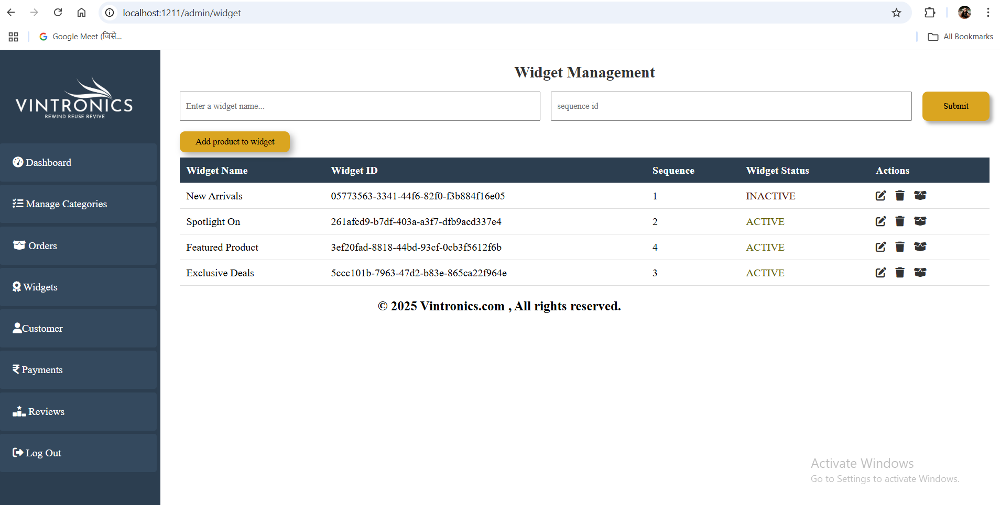 localhost:1211/admin/widget
Google Meet (जिसे...
All Bookmarks
VINTRONICS
REWIND REUSE REVIVE
Dashboard
Manage Categories
Orders
Widgets
Customer
Payments
Reviews
Log Out
Widget Management
Enter a widget name... sequence id Submit
Add product to widget
Widget Name Widget ID Sequence Widget Status Actions
New Arrivals 05773563-3341-44f6-82f0-f3b884f16e05 1 INACTIVE
Spotlight On 261afcd9-b7df-403a-a3f7-dfb9acd337e4 2 ACTIVE
Featured Product 3ef20fad-8818-44bd-93cf-0cb3f5612f6b 4 ACTIVE
Exclusive Deals 5ccc101b-7963-47d2-b83e-865ca22f964e 3 ACTIVE
© 2025 Vintronics.com , All rights reserved.
Activate Windows
Go to Settings to activate Windows.